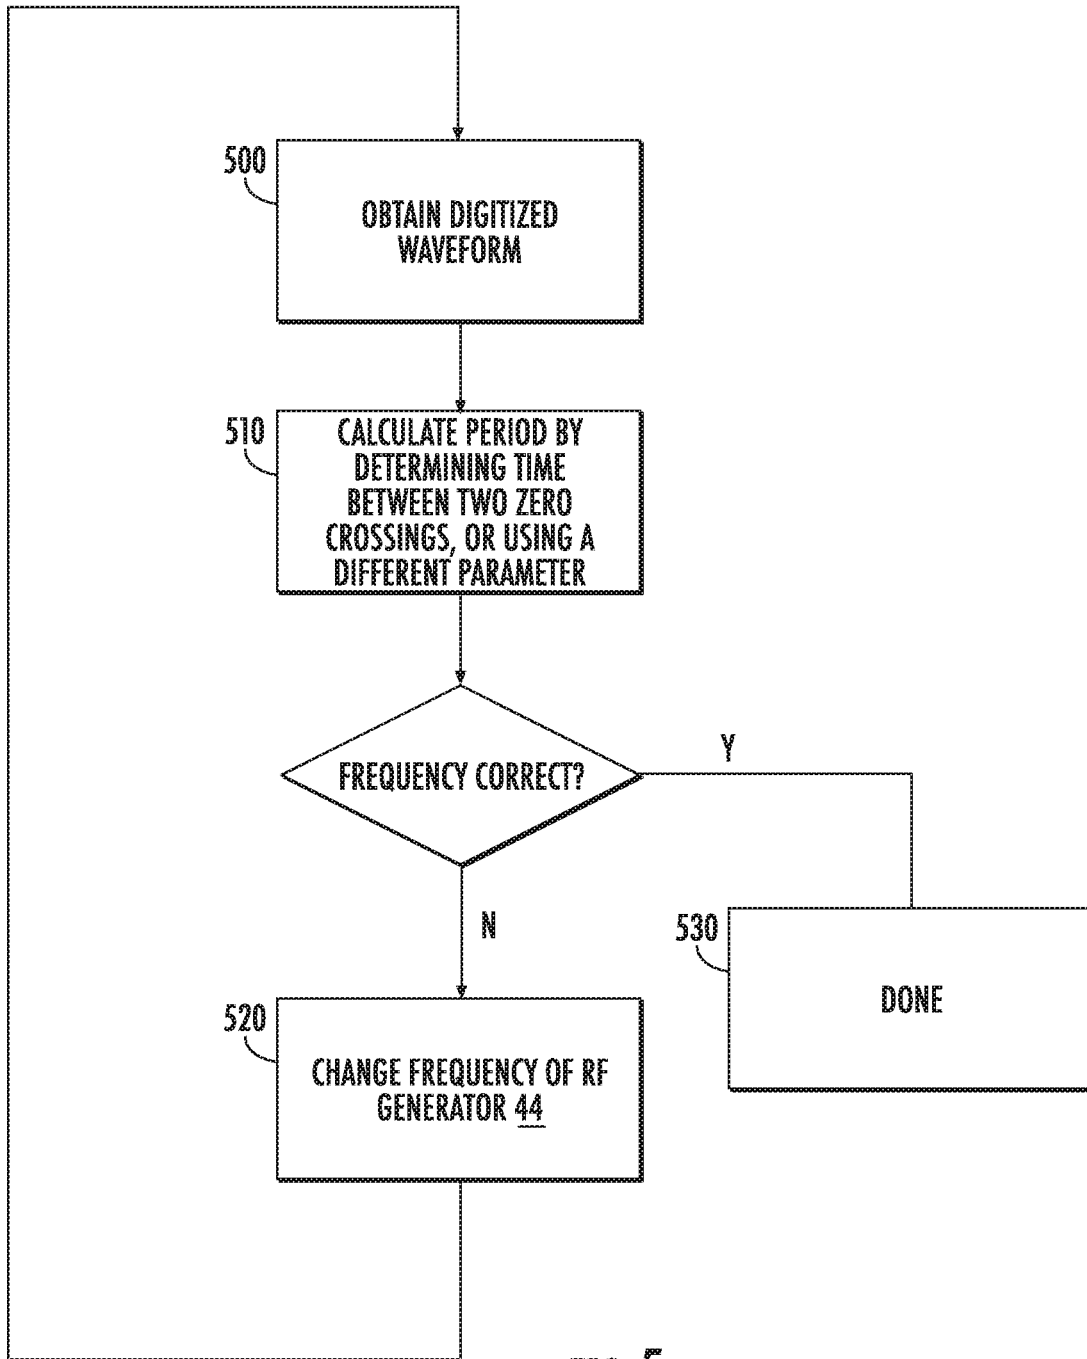 500
OBTAIN DIGITIZED
WAVEFORM
510
CALCULATE PERIOD BY
DETERMINING TIME
BETWEEN TWO ZERO
CROSSINGS, OR USING A
DIFFERENT PARAMETER
FREQUENCY CORRECT?
Y
N
530
DONE
520
CHANGE FREQUENCY OF RF
GENERATOR 44